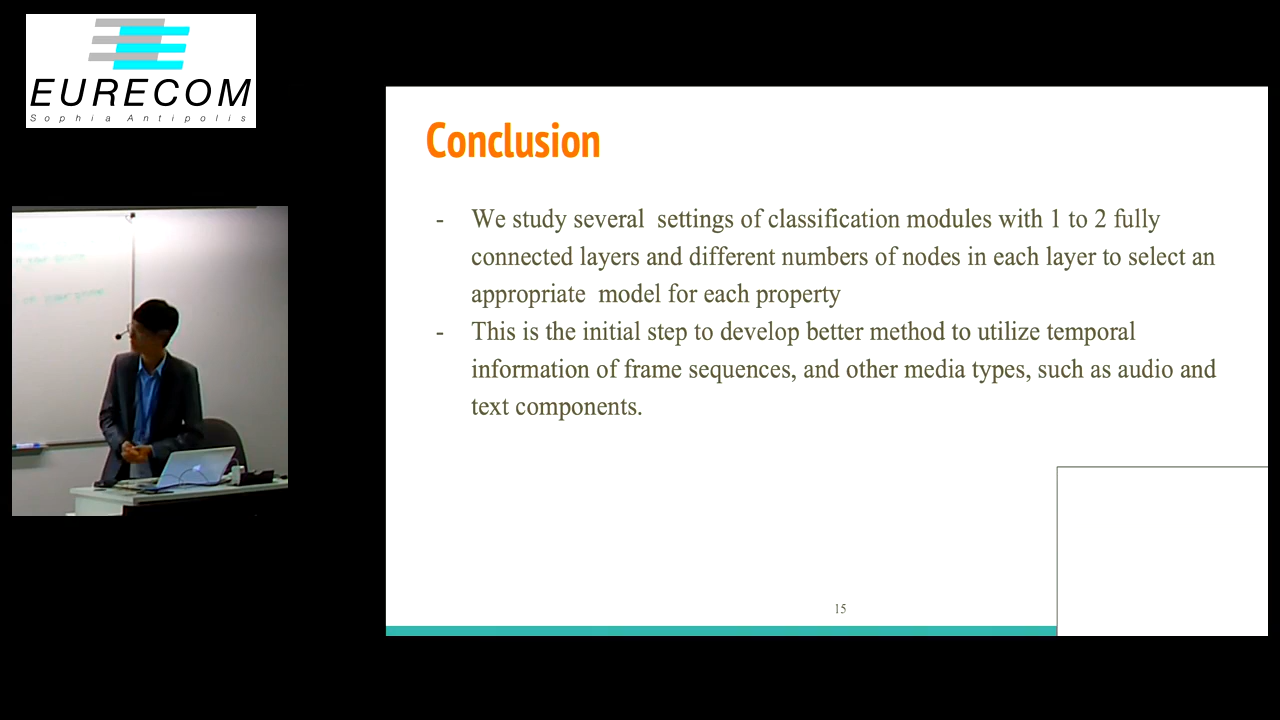 EURECOM
Sophia Antipolis
Conclusion
- We study several settings of classification modules with 1 to 2 fully
connected layers and different numbers of nodes in each layer to select an
appropriate model for each property
- This is the initial step to develop better method to utilize temporal
information of frame sequences, and other media types, such as audio and
text components.
15